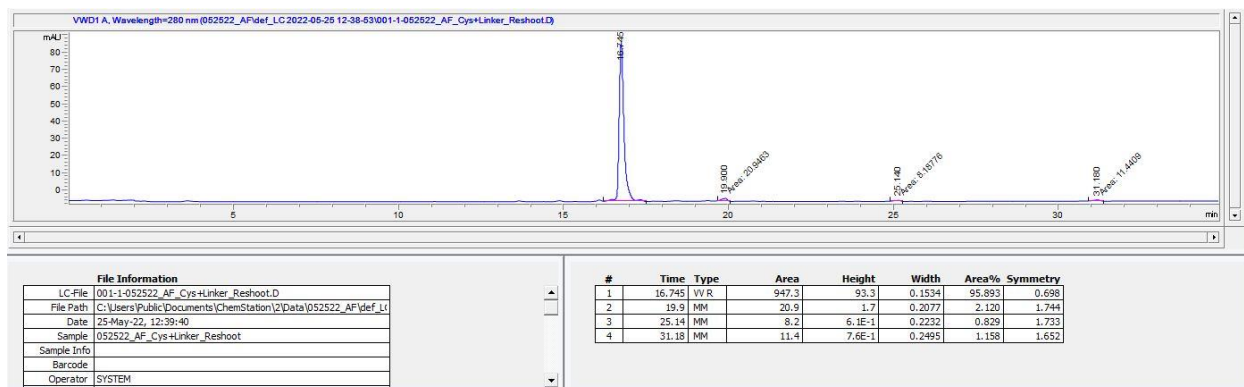 VWD1 A, Wavelength=280 nm (052522_AF\def_LC 2022-05-25 12-38-53\001-1-052522_AF_Cys+Linker_Reshoot.D)
mAU
80
70
60
50
40
30
20
10
0
16.745
19.900
Area: 20.9463
25.140
Area: 8.18776
31.180
Area: 11.4409
5 10 15 20 25 30 min
File Information
LC-File 001-1-052522_AF_Cys+Linker_Reshoot.D
File Path C:\Users\Public\Documents\ChemStation\2\Data\052522_AF\def_L
Date 25-May-22, 12:39:40
Sample 052522_AF_Cys+Linker_Reshoot
Sample Info
Barcode
Operator SYSTEM
# Time Type Area Height Width Area% Symmetry
1 16.745 VV R 947.3 93.3 0.1534 95.893 0.698
2 19.9 MM 20.9 1.7 0.2077 2.120 1.744
3 25.14 MM 8.2 6.1E-1 0.2232 0.829 1.733
4 31.18 MM 11.4 7.6E-1 0.2495 1.158 1.652